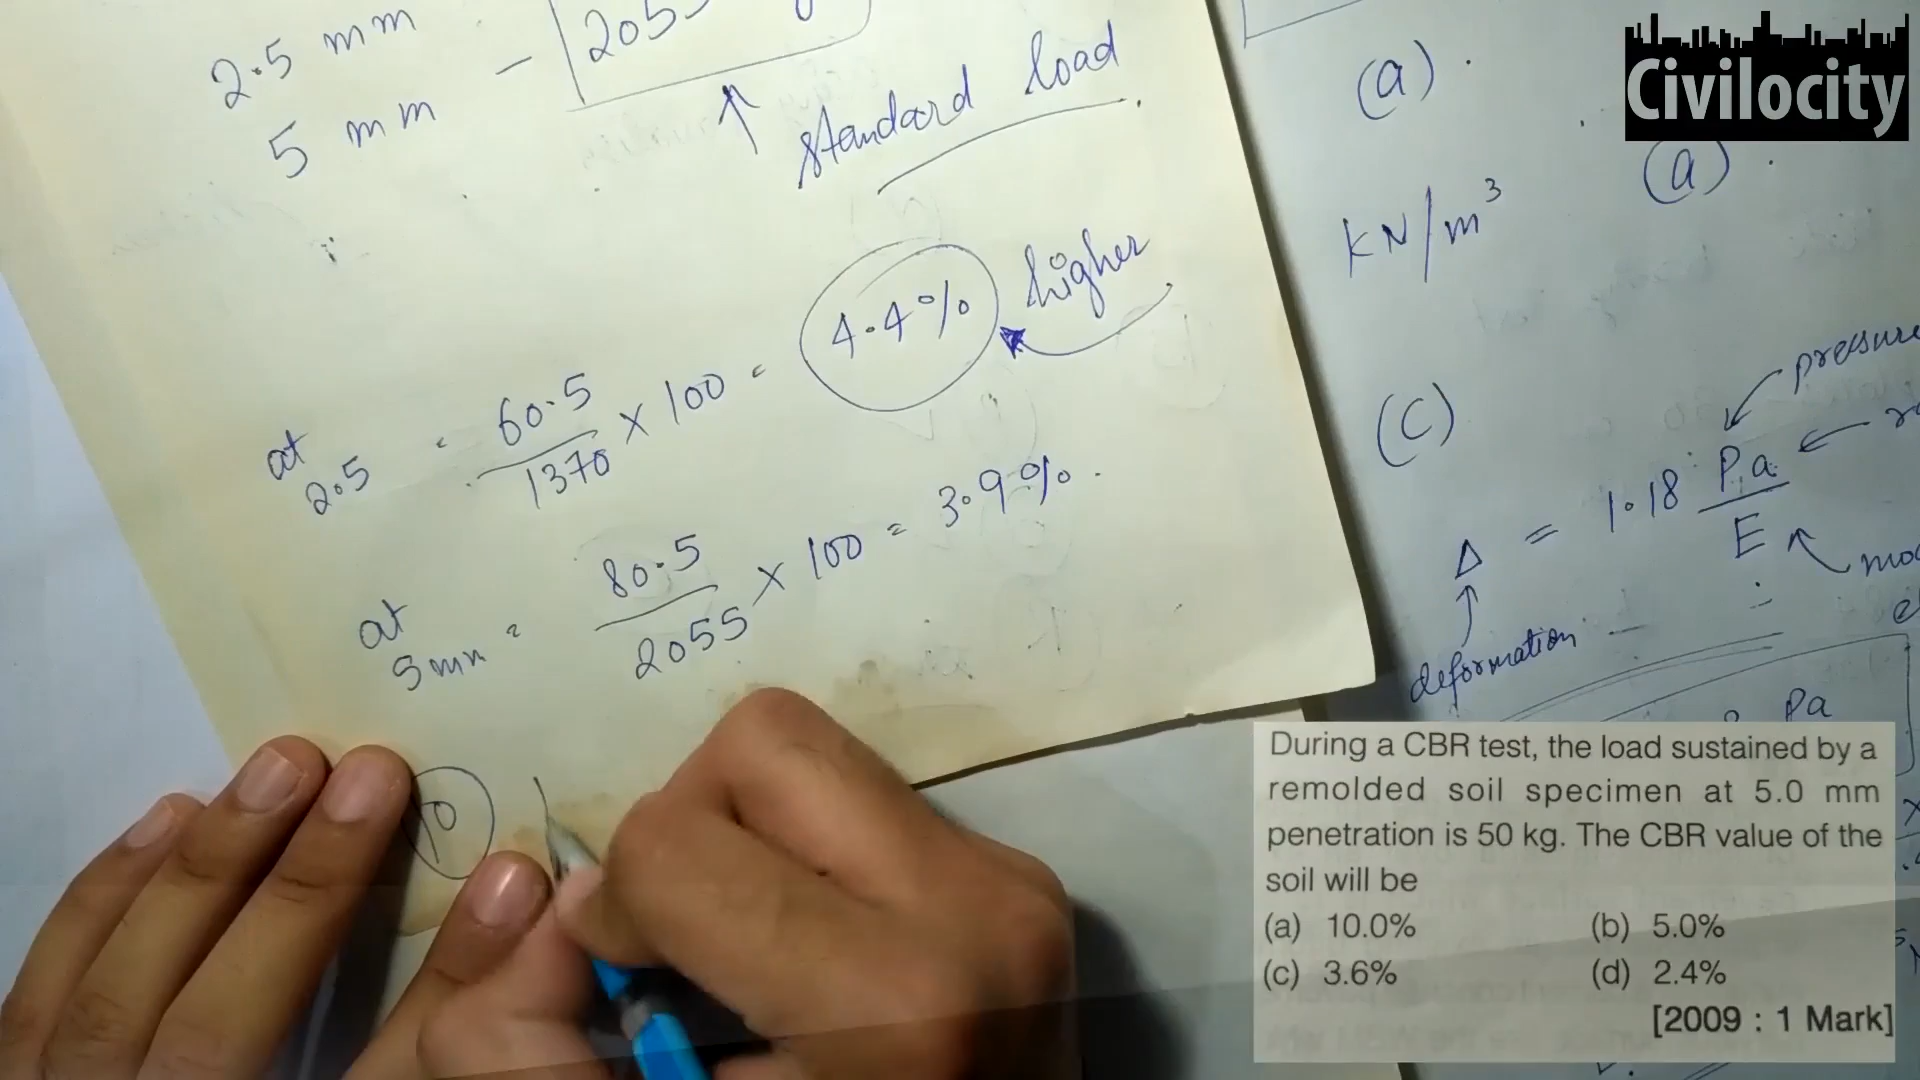 2.5 mm
5 mm - 2055
↑
standard load
at 2.5 = 60.5 / 1370 × 100 = 4.4% higher
at 5mm = 80.5 / 2055 × 100 = 3.9%.
10
(a).
(a).
kN/m³
(c)
Δ = 1.18 Pa / E
pressure
deformation
Pa
Civilocity
During a CBR test, the load sustained by a
remolded soil specimen at 5.0 mm
penetration is 50 kg. The CBR value of the
soil will be
(a) 10.0% (b) 5.0%
(c) 3.6% (d) 2.4%
[2009 : 1 Mark]